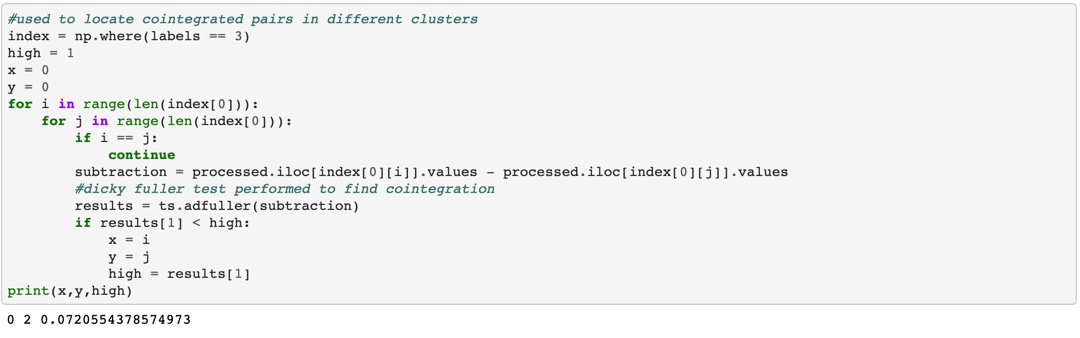 #used to locate cointegrated pairs in different clusters
index = np.where(labels == 3)
high = 1
x = 0
y = 0
for i in range(len(index[0])):
    for j in range(len(index[0])):
        if i == j:
            continue
        subtraction = processed.iloc[index[0][i]].values - processed.iloc[index[0][j]].values
        #dicky fuller test performed to find cointegration
        results = ts.adfuller(subtraction)
        if results[1] < high:
            x = i
            y = j
            high = results[1]
print(x,y,high)
0 2 0.0720554378574973